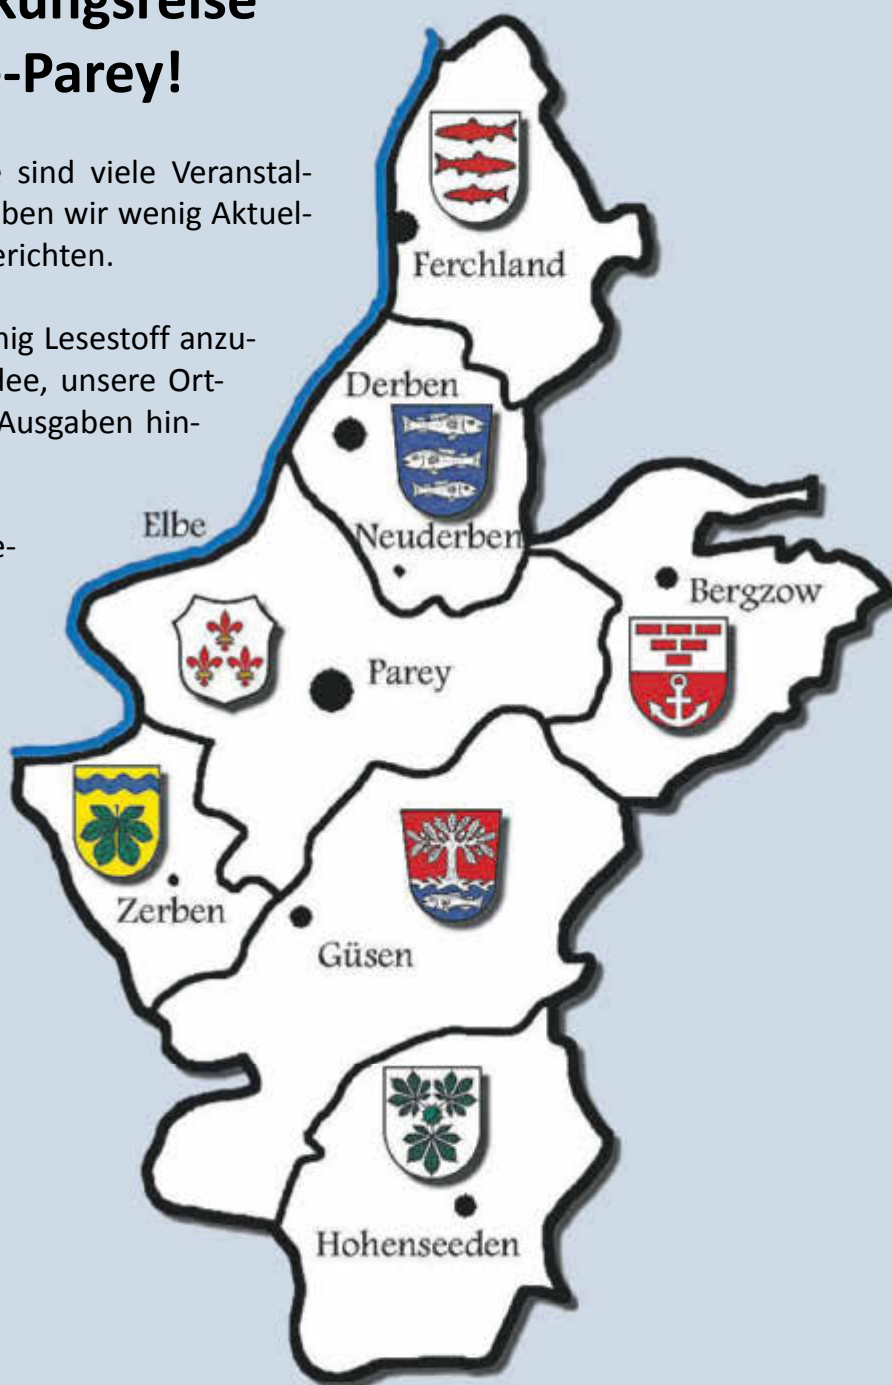 kungsreise
-Parey!
sind viele Veranstal-
ben wir wenig Aktuel-
erichten.
nig Lesestoff anzu-
dee, unsere Ort-
Ausgaben hin-
e-
Ferchland
Derben
Elbe
Neuderben
Bergzow
Parey
Zerben
Güsen
Hohenseeden